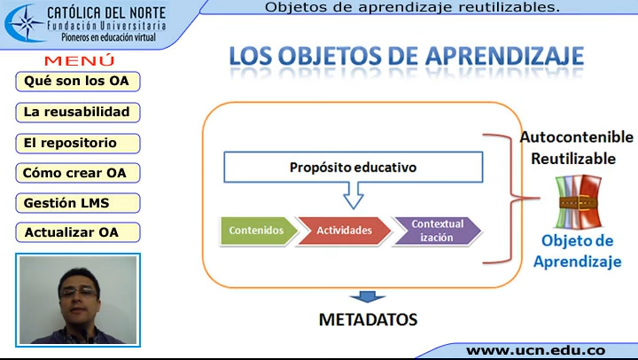 CATÓLICA DEL NORTE
Fundación Universitaria
Pioneros en educación virtual
Objetos de aprendizaje reutilizables.
MENÚ
Qué son los OA
La reusabilidad
El repositorio
Cómo crear OA
Gestión LMS
Actualizar OA
LOS OBJETOS DE APRENDIZAJE
Propósito educativo
Contenidos
Actividades
Contextual
ización
Autocontenible
Reutilizable
Objeto de
Aprendizaje
METADATOS
www.ucn.edu.co